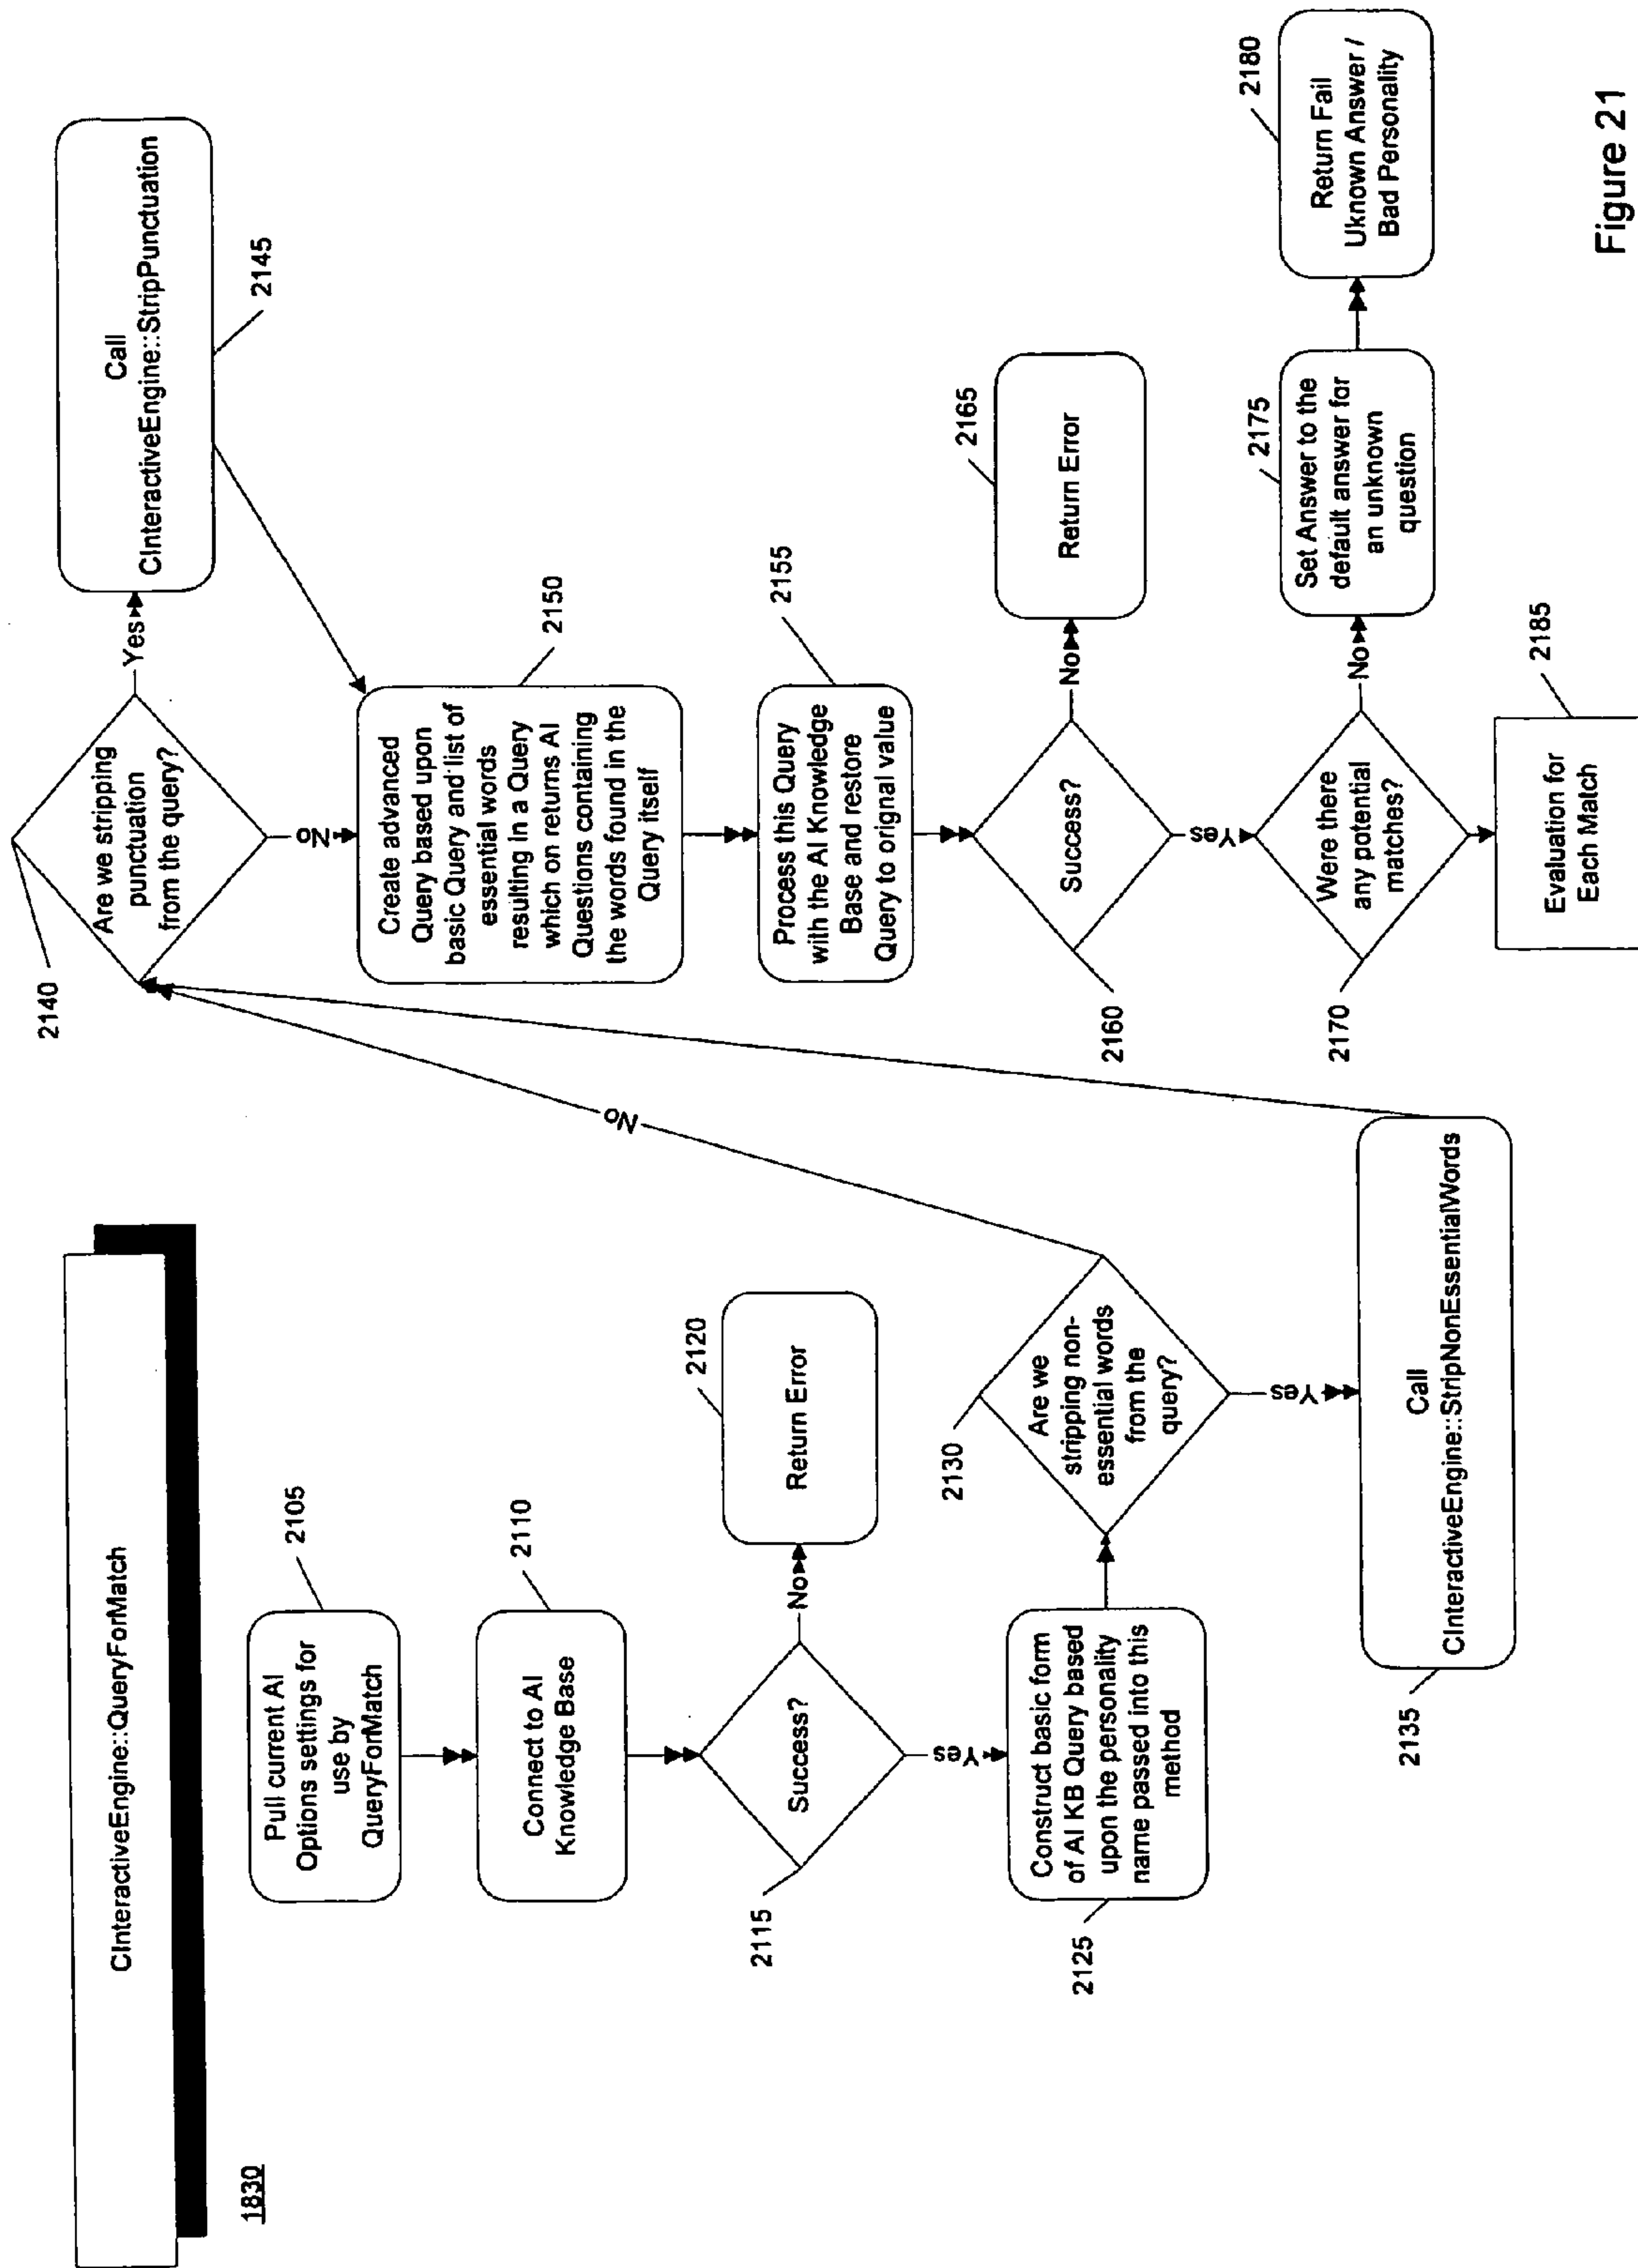 CInteractiveEngine::QueryForMatch
1830
Pull current AI
Options settings for
use by
QueryForMatch
2105
Connect to AI
Knowledge Base
2110
Success?
2115
No
Return Error
2120
Yes
Construct basic form
of AI KB Query based
upon the personality
name passed into this
method
2125
Are we
stripping non-
essential words
from the
query?
2130
No
Yes
Call
CInteractiveEngine::StripNonEssentialWords
2135
Are we stripping
punctuation
from the query?
2140
Yes
Call
CInteractiveEngine::StripPunctuation
2145
No
Create advanced
Query based upon
basic Query and list of
essential words
resulting in a Query
which on returns AI
Questions containing
the words found in the
Query itself
2150
Process this Query
with the AI Knowledge
Base and restore
Query to orignal value
2155
Success?
2160
No
Return Error
2165
Yes
Were there
any potential
matches?
2170
No
Set Answer to the
default answer for
an unknown
question
2175
Return Fail
Uknown Answer /
Bad Personality
2180
Evaluation for
Each Match
2185
Figure 21